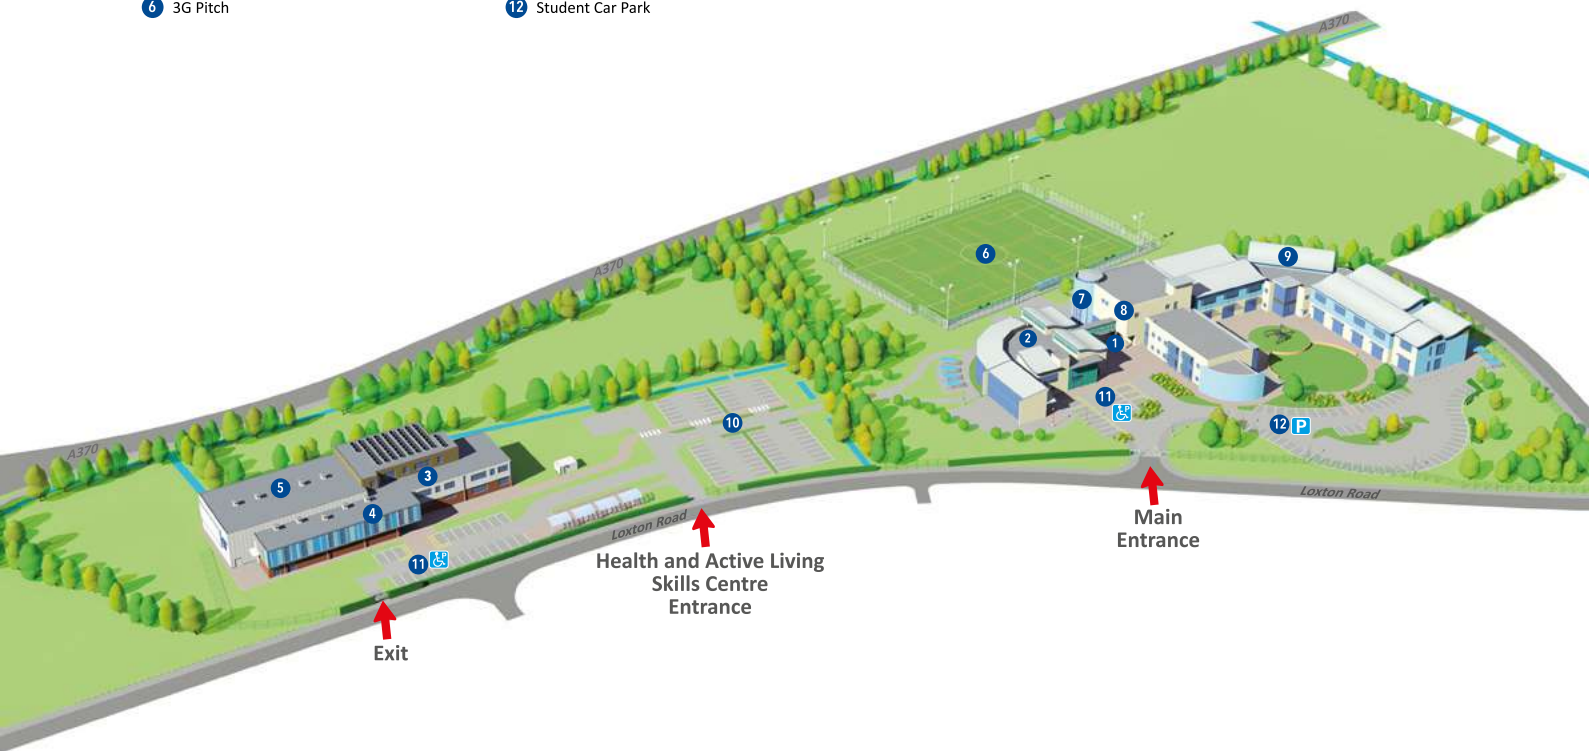 6 3G Pitch
12 Student Car Park
A370
A370
A370
6
9
7
8
1
2
11
P
12 P
10
3
5
4
11 P
Loxton Road
Loxton Road
Main
Entrance
Health and Active Living
Skills Centre
Entrance
Exit